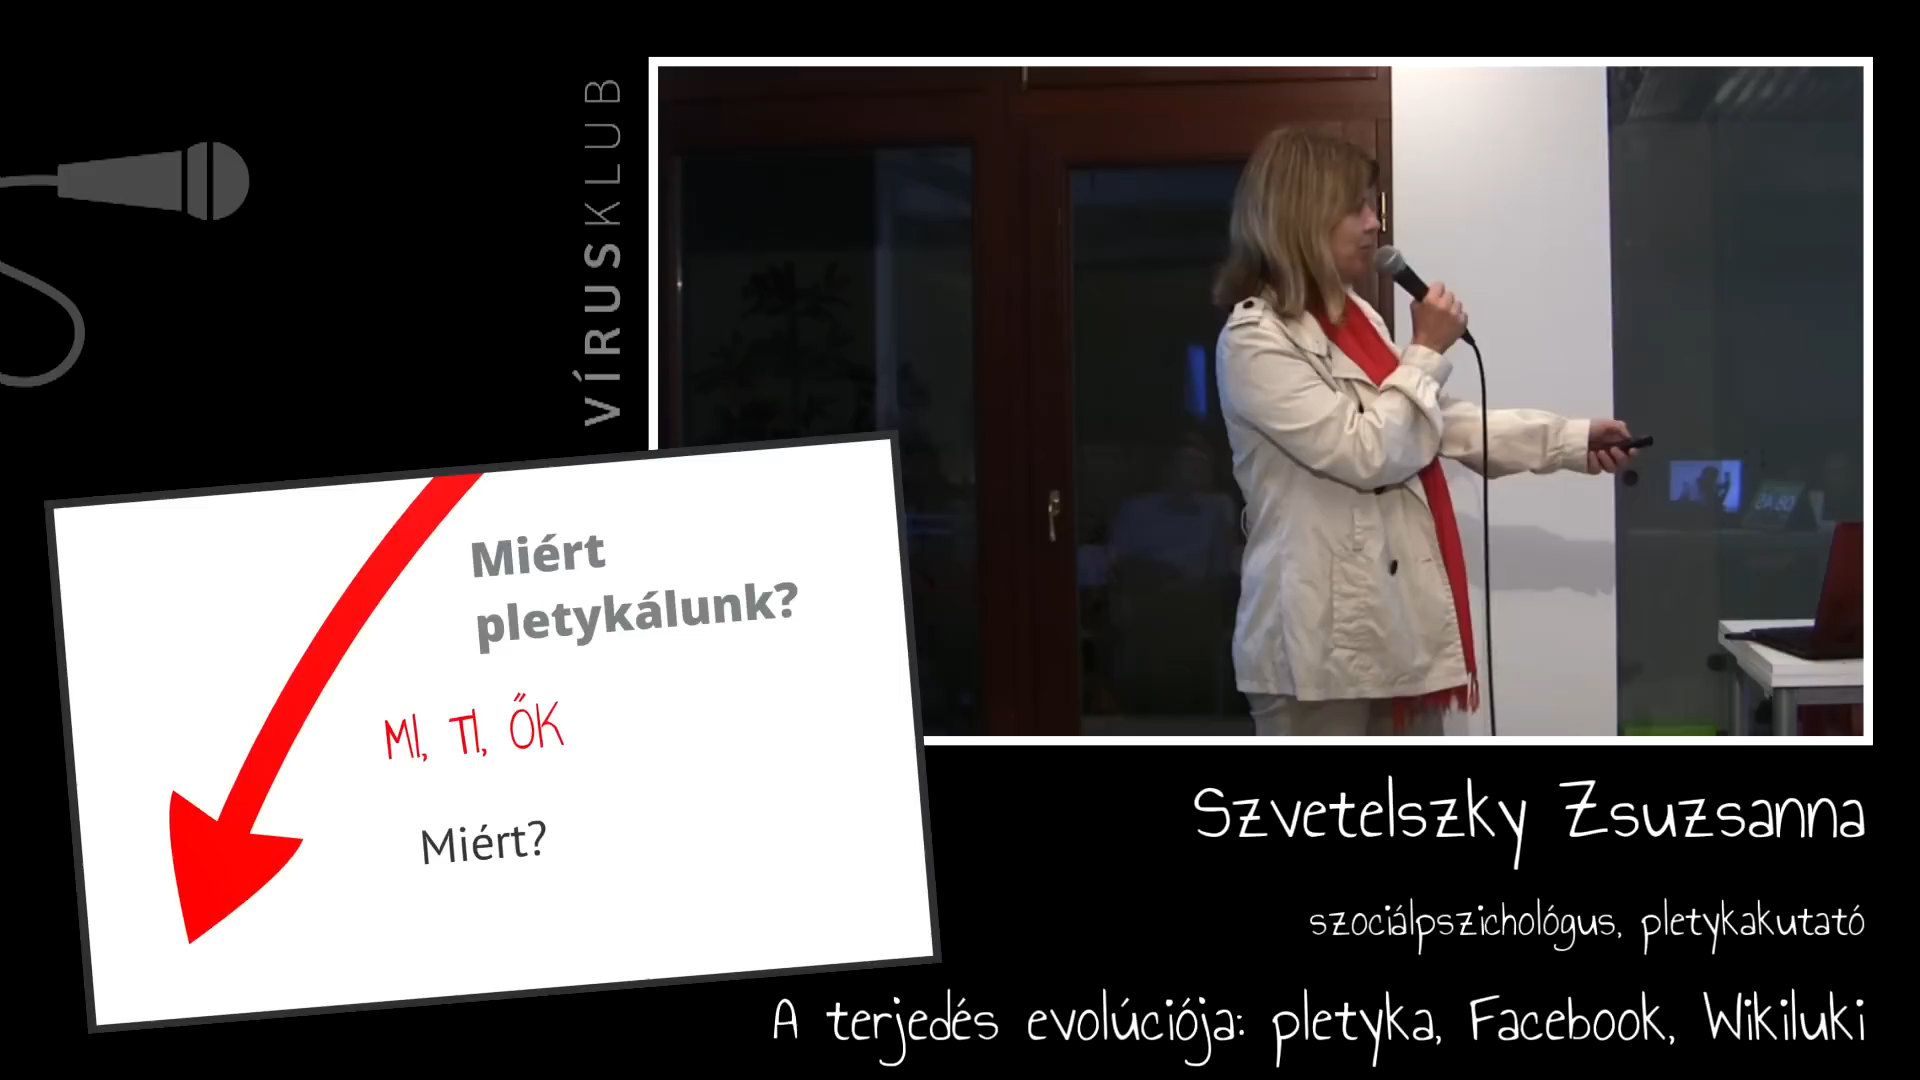 VÍRUSKLUB
Miért
pletykálunk?
MI, TI, ŐK
Miért?
Szvetelszky Zsuzsanna
szociálpszichológus, pletykakutató
A terjedés evolúciója: pletyka, Facebook, Wikiluki